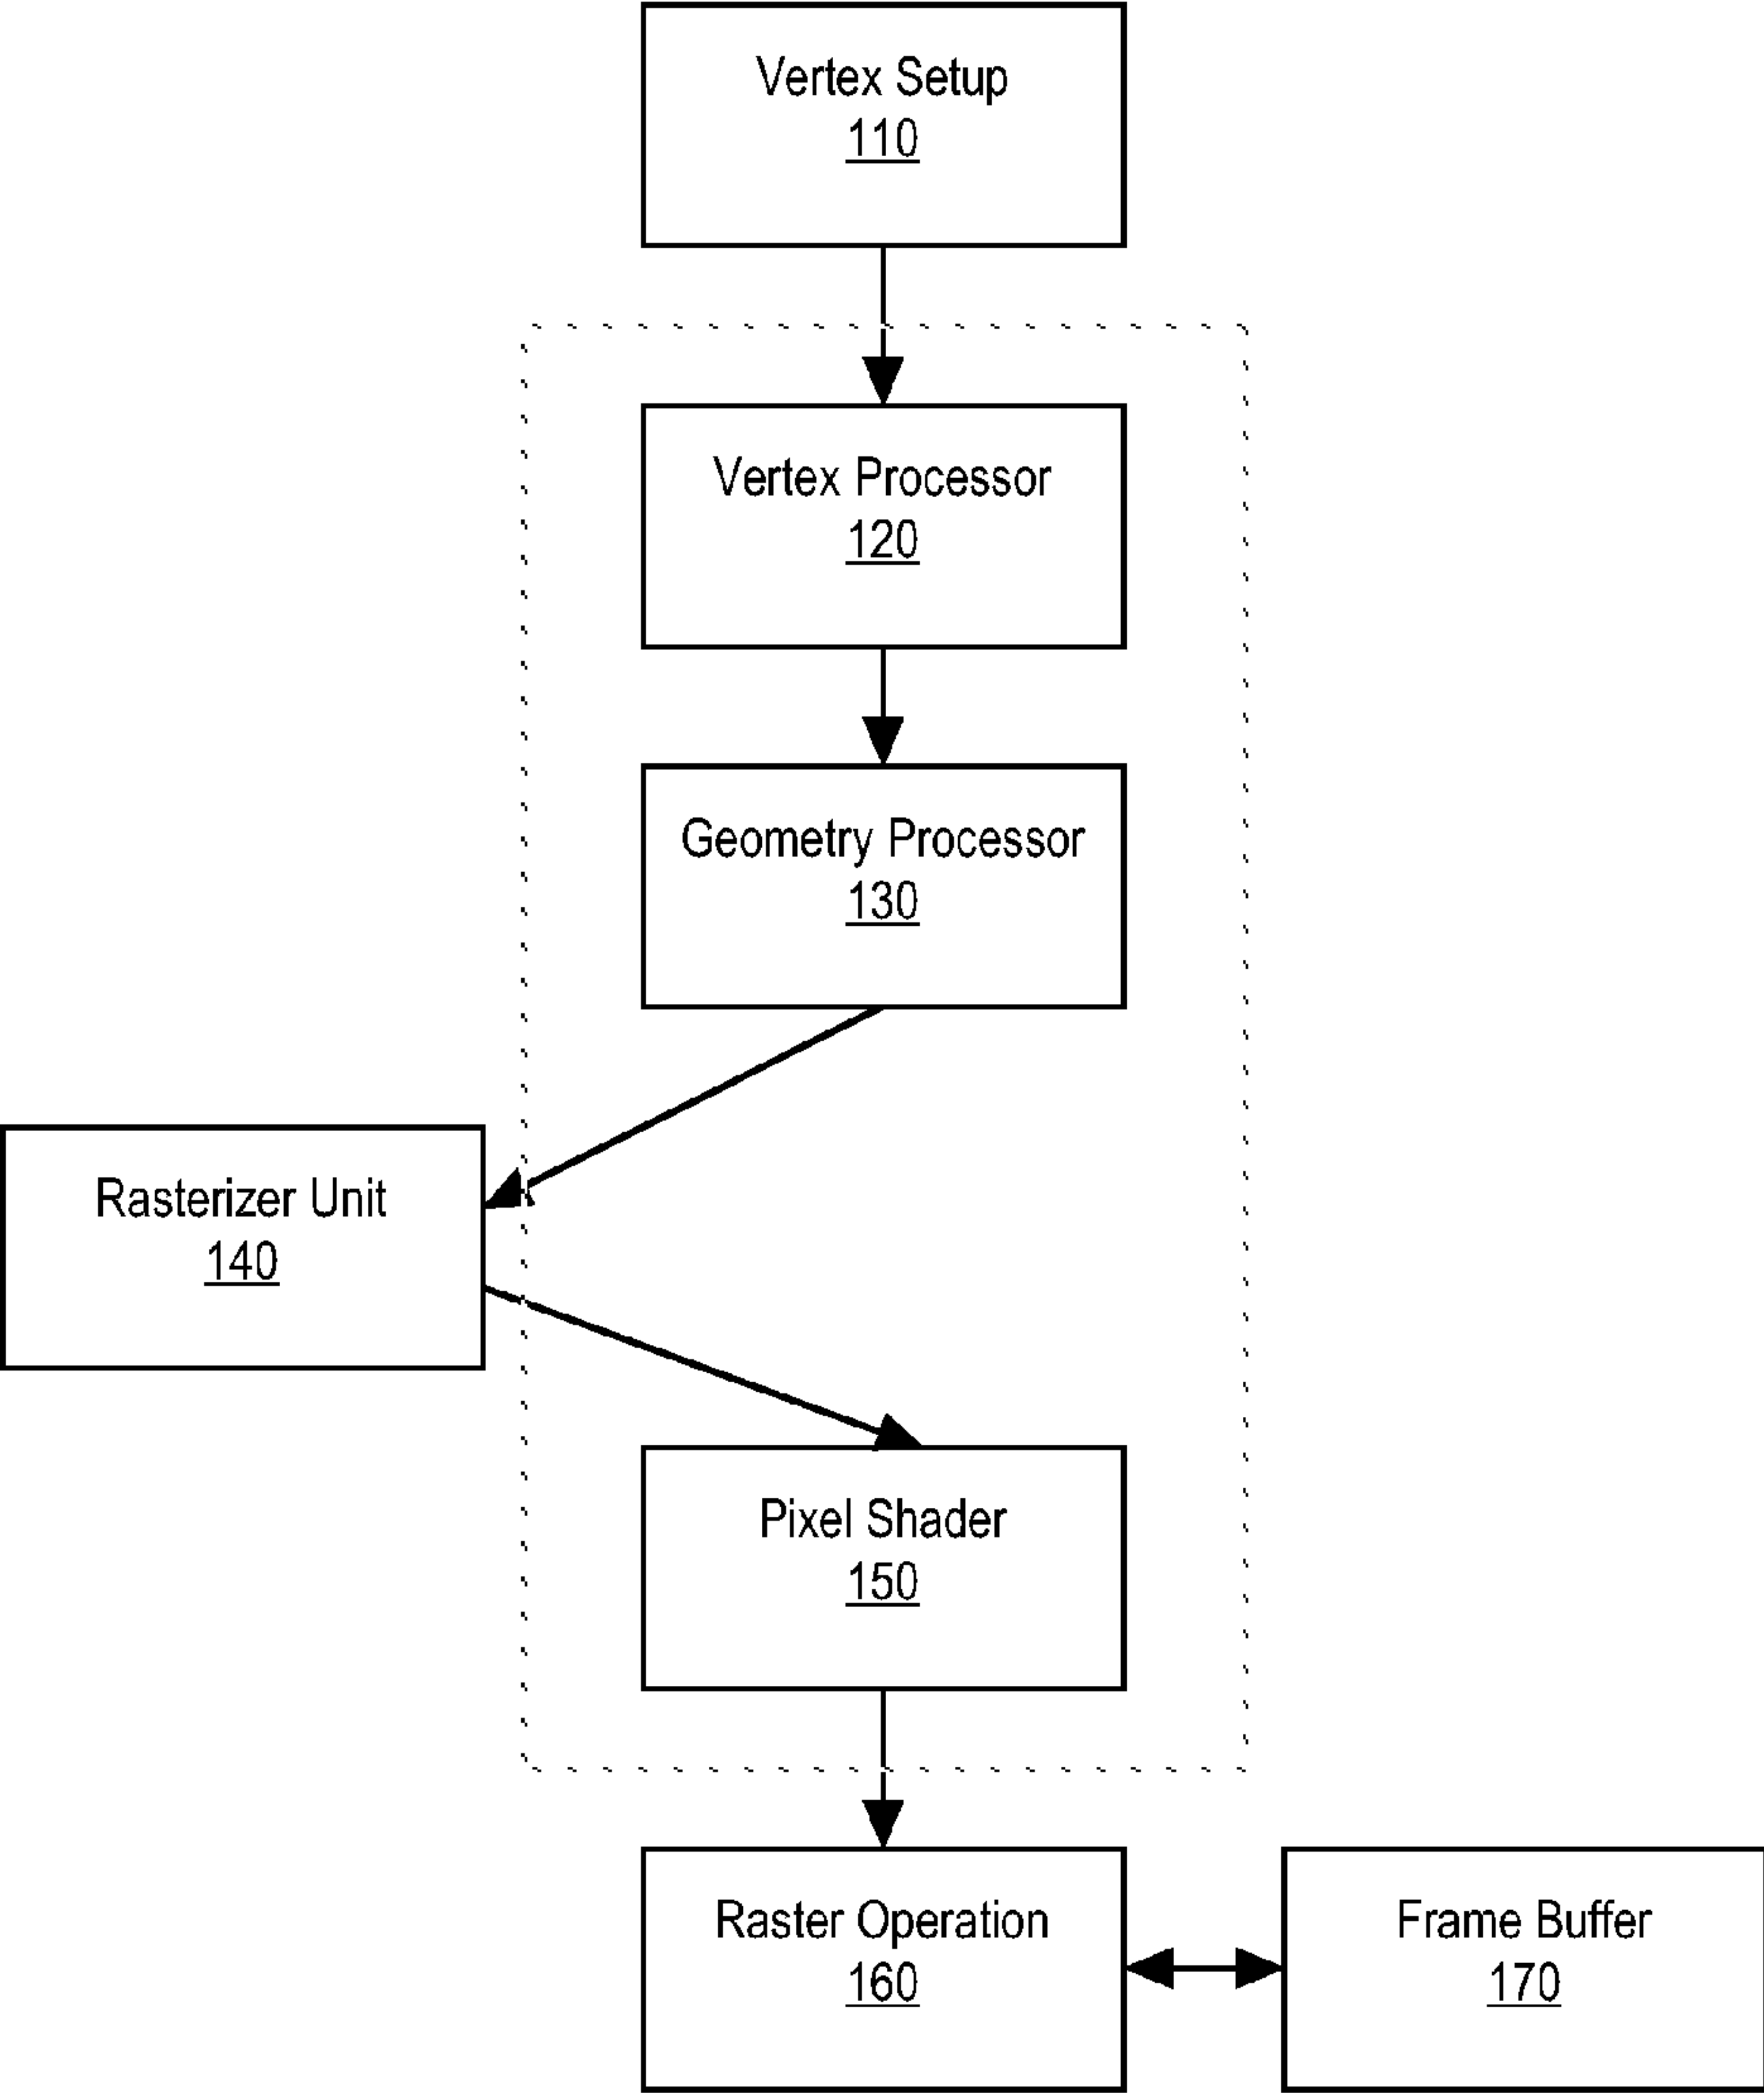 Vertex Setup
110
Vertex Processor
120
Geometry Processor
130
Rasterizer Unit
140
Pixel Shader
150
Raster Operation
160
Frame Buffer
170